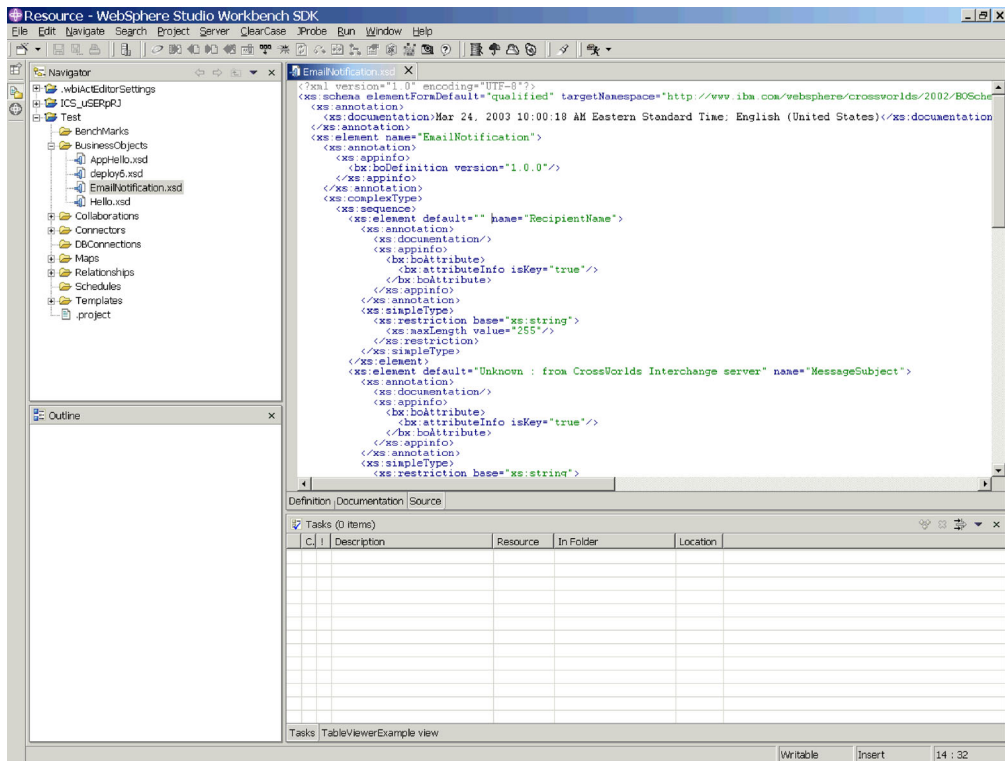 Resource - WebSphere Studio Workbench SDK
File Edit Navigate Search Project Server ClearCase JProbe Run Window Help
Navigator
.wbiActEditorSettings
ICS_uSERpRJ
Test
BenchMarks
BusinessObjects
AppHello.xsd
deploy6.xsd
EmailNotification.xsd
Hello.xsd
Collaborations
Connectors
DBConnections
Maps
Relationships
Schedules
Templates
.project
Outline
EmailNotification.xsd
<?xml version="1.0" encoding="UTF-8"?>
<xs:schema elementFormDefault="qualified" targetNamespace="http://www.ibm.com/websphere/crossworlds/2002/BOSche
<xs:annotation>
<xs:documentation>Mar 24, 2003 10:00:18 AM Eastern Standard Time; English (United States)</xs:documentation
</xs:annotation>
<xs:element name="EmailNotification">
<xs:annotation>
<xs:appinfo>
<bx:boDefinition version="1.0.0"/>
</xs:appinfo>
</xs:annotation>
<xs:complexType>
<xs:sequence>
<xs:element default="" name="RecipientName">
<xs:annotation>
<xs:documentation/>
<xs:appinfo>
<bx:boAttribute>
<bx:attributeInfo isKey="true"/>
</bx:boAttribute>
</xs:appinfo>
</xs:annotation>
<xs:simpleType>
<xs:restriction base="xs:string">
<xs:maxLength value="255"/>
</xs:restriction>
</xs:simpleType>
</xs:element>
<xs:element default="Unknown : from CrossWorlds Interchange server" name="MessageSubject">
<xs:annotation>
<xs:documentation/>
<xs:appinfo>
<bx:boAttribute>
<bx:attributeInfo isKey="true"/>
</bx:boAttribute>
</xs:appinfo>
</xs:annotation>
<xs:simpleType>
<xs:restriction base="xs:string">
Definition Documentation Source
Tasks (0 items)
C. ! Description Resource In Folder Location
Tasks TableViewerExample view
Writable Insert 14 : 32